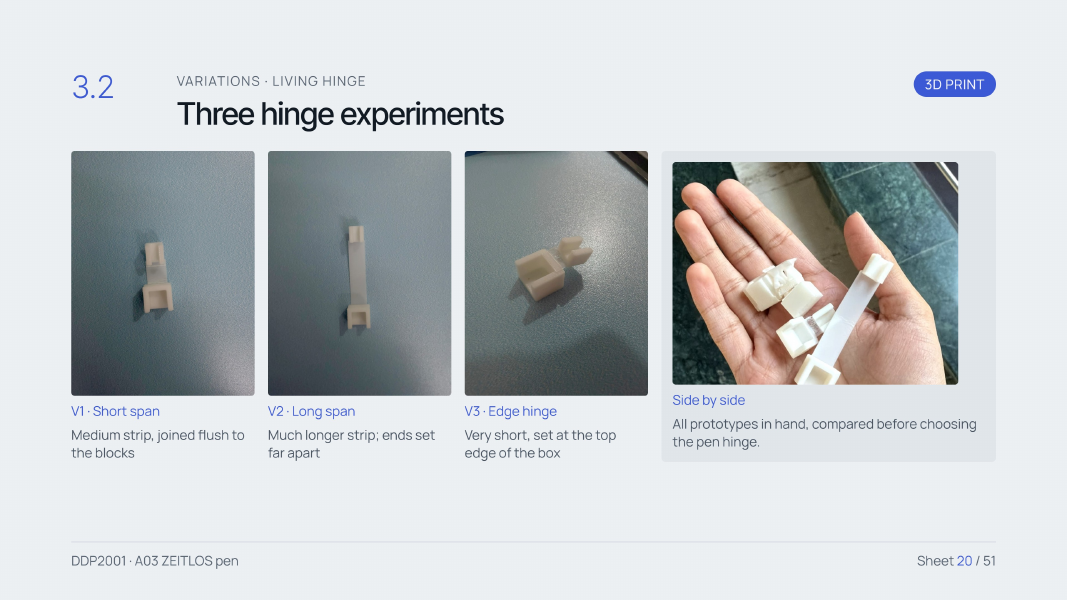 3.2
VARIATIONS · LIVING HINGE
Three hinge experiments
3D PRINT
V1 · Short span
Medium strip, joined flush to
the blocks
V2 · Long span
Much longer strip; ends set
far apart
V3 · Edge hinge
Very short, set at the top
edge of the box
Side by side
All prototypes in hand, compared before choosing
the pen hinge.
DDP2001 · A03 ZEITLOS pen
Sheet 20 / 51